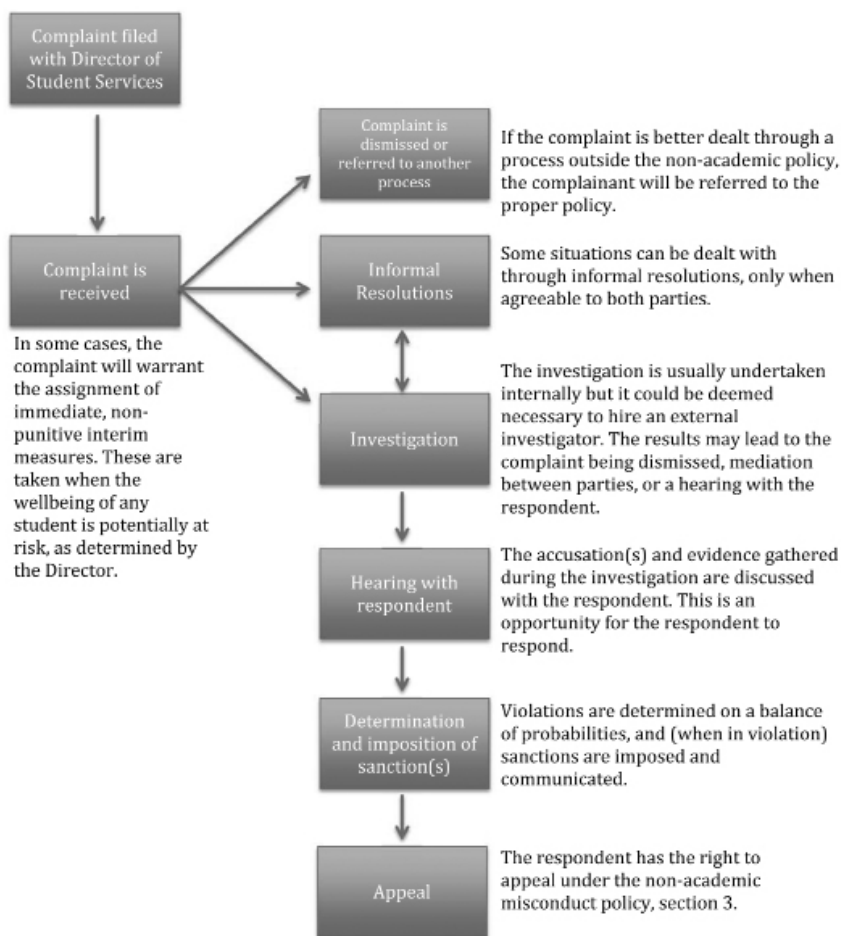 Complaint filed
with Director of
Student Services
Complaint is
dismissed or
referred to another
process
If the complaint is better dealt through a
process outside the non-academic policy,
the complainant will be referred to the
proper policy.
Complaint is
received
In some cases, the
complaint will warrant
the assignment of
immediate, non-
punitive interim
measures. These are
taken when the
wellbeing of any
student is potentially at
risk, as determined by
the Director.
Informal
Resolutions
Some situations can be dealt with
through informal resolutions, only when
agreeable to both parties.
Investigation
The investigation is usually undertaken
internally but it could be deemed
necessary to hire an external
investigator. The results may lead to the
complaint being dismissed, mediation
between parties, or a hearing with the
respondent.
Hearing with
respondent
The accusation(s) and evidence gathered
during the investigation are discussed
with the respondent. This is an
opportunity for the respondent to
respond.
Determination
and imposition of
sanction(s)
Violations are determined on a balance
of probabilities, and (when in violation)
sanctions are imposed and
communicated.
Appeal
The respondent has the right to
appeal under the non-academic
misconduct policy, section 3.